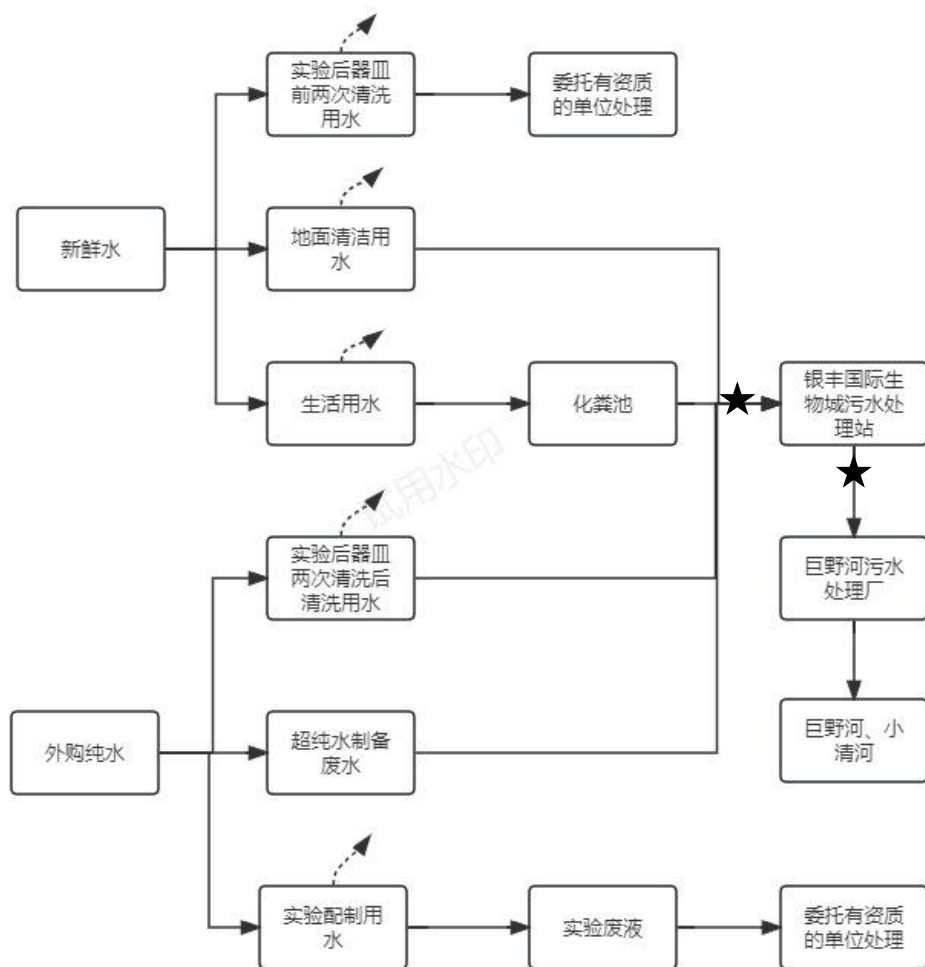 实验后器皿
前两次清洗
用水
委托有资质
的单位处理
新鲜水
地面清洁用
水
生活用水
化粪池
银丰国际生
物城污水处
理站
试用水印
实验后器皿
两次清洗后
清洗用水
巨野河污水
处理厂
外购纯水
超纯水制备
废水
巨野河、小
清河
实验配制用
水
实验废液
委托有资质
的单位处理